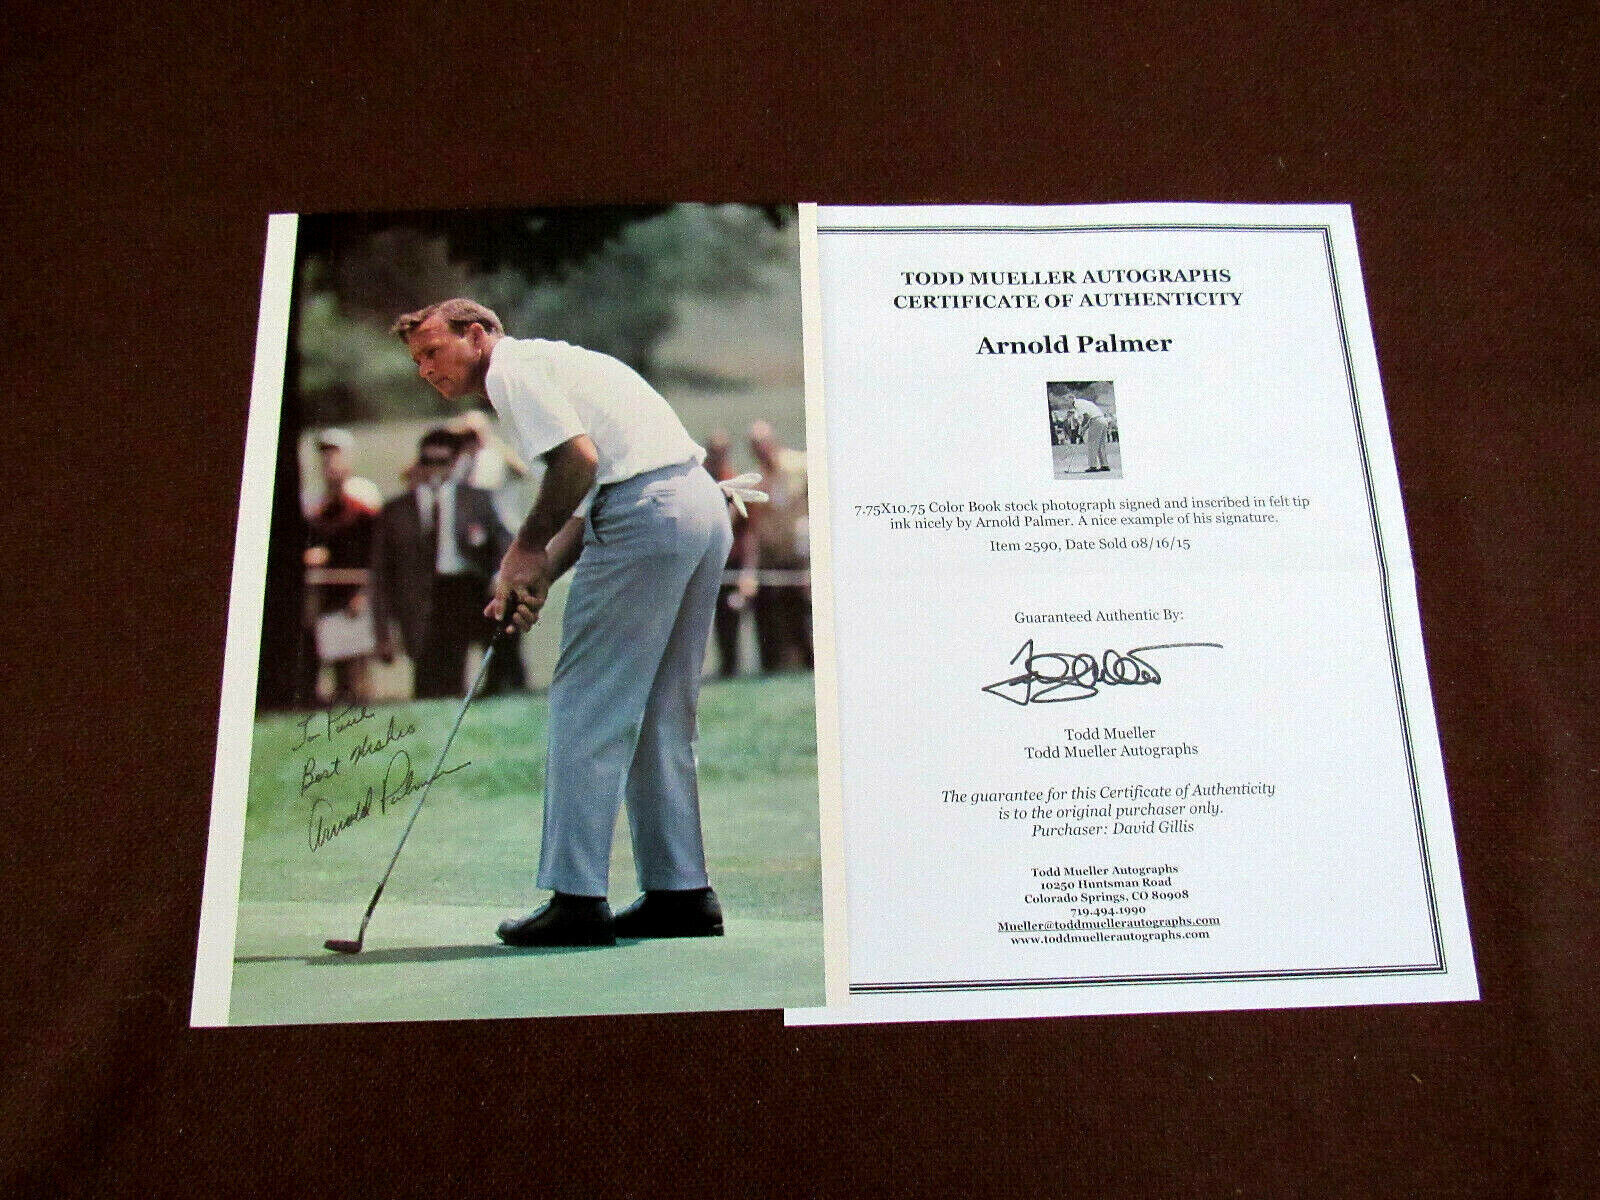 To Paul
Best Wishes
Arnold Palmer
TODD MUELLER AUTOGRAPHS
CERTIFICATE OF AUTHENTICITY
Arnold Palmer
7.75X10.75 Color Book stock photograph signed and inscribed in felt tip
ink nicely by Arnold Palmer. A nice example of his signature.
Item 2590, Date Sold 08/16/15
Guaranteed Authentic By:
Todd Mueller
Todd Mueller Autographs
The guarantee for this Certificate of Authenticity
is to the original purchaser only.
Purchaser: David Gillis
Todd Mueller Autographs
10250 Huntsman Road
Colorado Springs, CO 80908
719.494.1990
Mueller@toddmuellerautographs.com
www.toddmuellerautographs.com